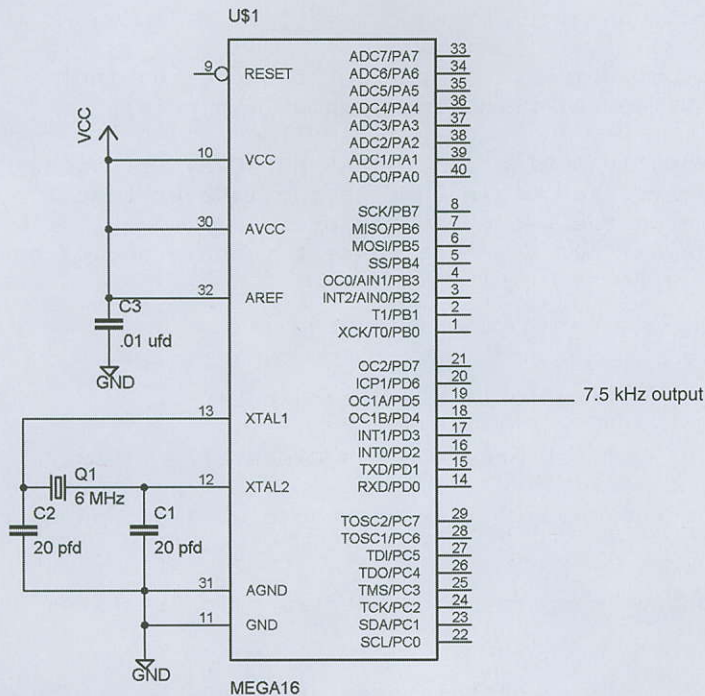 U$1
9 RESET
VCC
10 VCC
30 AVCC
32 AREF
C3
.01 ufd
GND
13 XTAL1
Q1
6 MHz
12 XTAL2
C2
20 pfd
C1
20 pfd
31 AGND
11 GND
GND
ADC7/PA7 33
ADC6/PA6 34
ADC5/PA5 35
ADC4/PA4 36
ADC3/PA3 37
ADC2/PA2 38
ADC1/PA1 39
ADC0/PA0 40
SCK/PB7 8
MISO/PB6 7
MOSI/PB5 6
SS/PB4 5
OC0/AIN1/PB3 4
INT2/AIN0/PB2 3
T1/PB1 2
XCK/T0/PB0 1
OC2/PD7 21
ICP1/PD6 20
OC1A/PD5 19
7.5 kHz output
OC1B/PD4 18
INT1/PD3 17
INT0/PD2 16
TXD/PD1 15
RXD/PD0 14
TOSC2/PC7 29
TOSC1/PC6 28
TDI/PC5 27
TDO/PC4 26
TMS/PC3 25
TCK/PC2 24
SDA/PC1 23
SCL/PC0 22
MEGA16